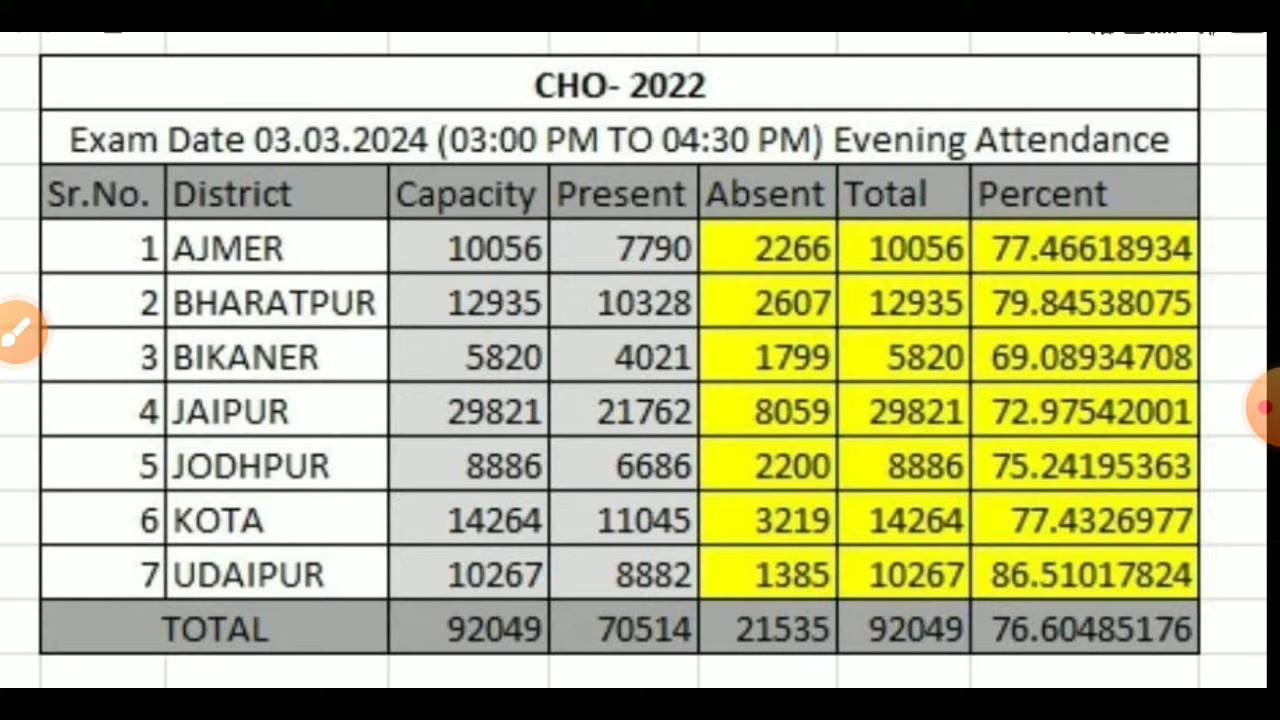 CHO- 2022
Exam Date 03.03.2024 (03:00 PM TO 04:30 PM) Evening Attendance
Sr.No. District Capacity Present Absent Total Percent
1 AJMER 10056 7790 2266 10056 77.46618934
2 BHARATPUR 12935 10328 2607 12935 79.84538075
3 BIKANER 5820 4021 1799 5820 69.08934708
4 JAIPUR 29821 21762 8059 29821 72.97542001
5 JODHPUR 8886 6686 2200 8886 75.24195363
6 KOTA 14264 11045 3219 14264 77.4326977
7 UDAIPUR 10267 8882 1385 10267 86.51017824
TOTAL 92049 70514 21535 92049 76.60485176